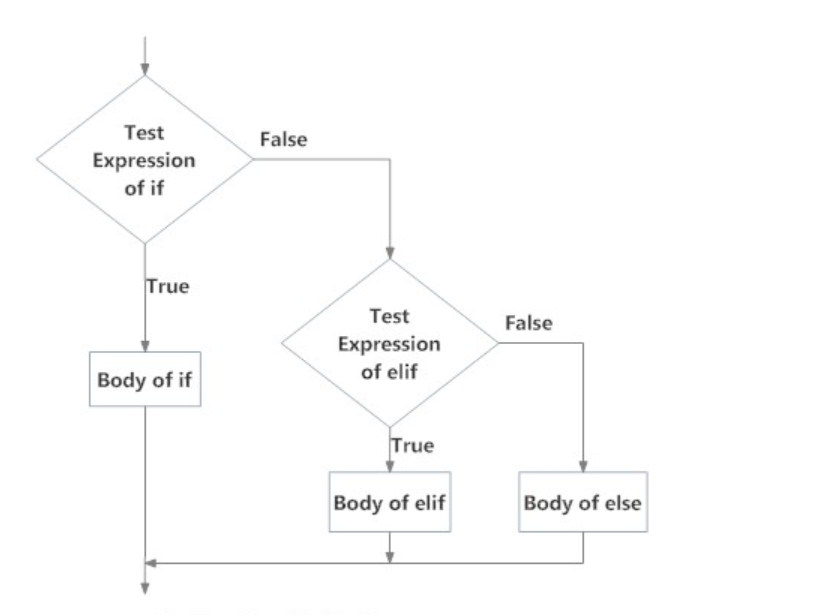 Test
Expression
of if
False
True
Body of if
Test
Expression
of elif
False
True
Body of elif
Body of else